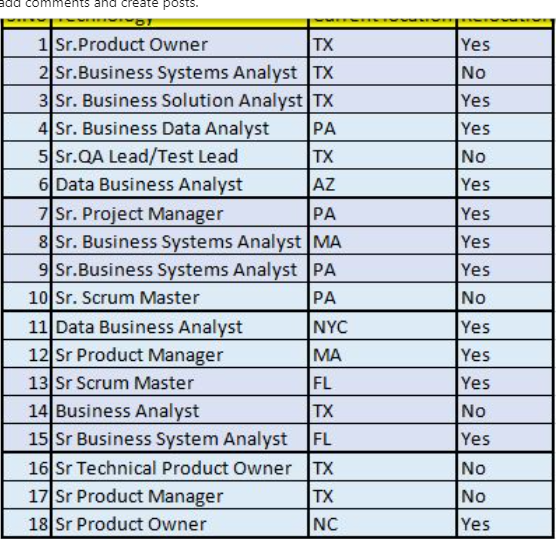 add comments and create posts.
S.No Technology Current location Relocation
1 Sr.Product Owner TX Yes
2 Sr.Business Systems Analyst TX No
3 Sr. Business Solution Analyst TX Yes
4 Sr. Business Data Analyst PA Yes
5 Sr.QA Lead/Test Lead TX No
6 Data Business Analyst AZ Yes
7 Sr. Project Manager PA Yes
8 Sr. Business Systems Analyst MA Yes
9 Sr.Business Systems Analyst PA Yes
10 Sr. Scrum Master PA No
11 Data Business Analyst NYC Yes
12 Sr Product Manager MA Yes
13 Sr Scrum Master FL Yes
14 Business Analyst TX No
15 Sr Business System Analyst FL Yes
16 Sr Technical Product Owner TX No
17 Sr Product Manager TX No
18 Sr Product Owner NC Yes